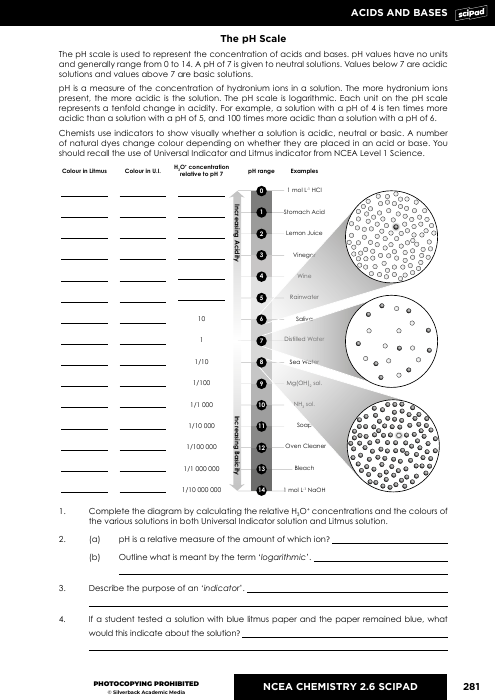 ACIDS AND BASES
scipad
The pH Scale
The pH scale is used to represent the concentration of acids and bases. pH values have no units
and generally range from 0 to 14. A pH of 7 is given to neutral solutions. Values below 7 are acidic
solutions and values above 7 are basic solutions.
pH is a measure of the concentration of hydronium ions in a solution. The more hydronium ions
present, the more acidic is the solution. The pH scale is logarithmic. Each unit on the pH scale
represents a tenfold change in acidity. For example, a solution with a pH of 4 is ten times more
acidic than a solution with a pH of 5, and 100 times more acidic than a solution with a pH of 6.
Chemists use indicators to show visually whether a solution is acidic, neutral or basic. A number
of natural dyes change colour depending on whether they are placed in an acid or base. You
should recall the use of Universal Indicator and Litmus indicator from NCEA Level 1 Science.
Colour in Litmus Colour in U.I. H₃O⁺ concentration relative to pH 7 pH range Examples
Increasing Acidity
Increasing Basicity
0 1 mol L⁻¹ HCl
1 Stomach Acid
2 Lemon Juice
3 Vinegar
4 Wine
5 Rainwater
10 6 Saliva
1 7 Distilled Water
1/10 8 Sea Water
1/100 9 Mg(OH)₂ sol.
1/1 000 10 NH₃ sol.
1/10 000 11 Soap
1/100 000 12 Oven Cleaner
1/1 000 000 13 Bleach
1/10 000 000 14 1 mol L⁻¹ NaOH
1. Complete the diagram by calculating the relative H₃O⁺ concentrations and the colours of
the various solutions in both Universal Indicator solution and Litmus solution.
2. (a) pH is a relative measure of the amount of which ion?
(b) Outline what is meant by the term 'logarithmic'.
3. Describe the purpose of an 'indicator'.
4. If a student tested a solution with blue litmus paper and the paper remained blue, what
would this indicate about the solution?
PHOTOCOPYING PROHIBITED
© Silverback Academic Media
NCEA CHEMISTRY 2.6 SCIPAD
281